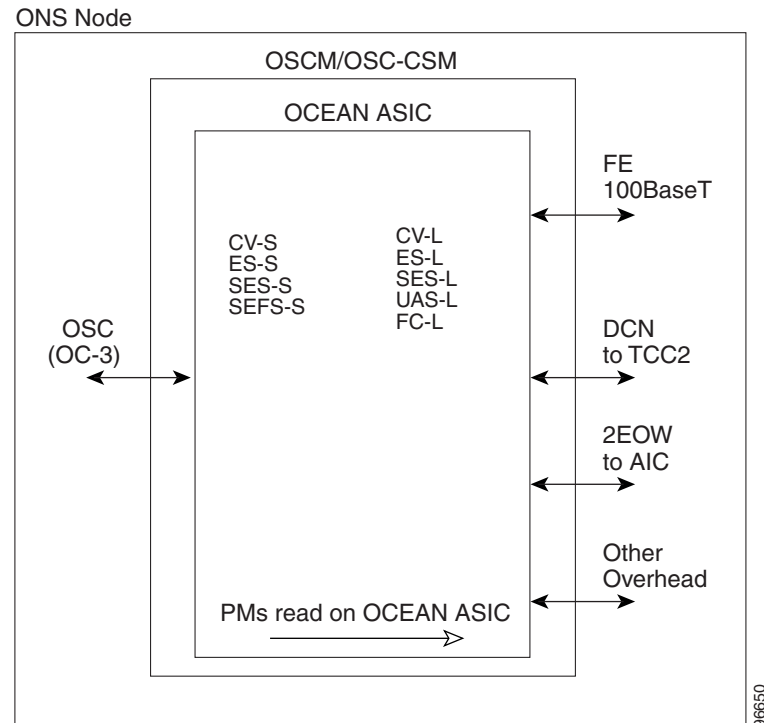 ONS Node
OSCM/OSC-CSM
OCEAN ASIC
FE
100BaseT
CV-S
ES-S
SES-S
SEFS-S
CV-L
ES-L
SES-L
UAS-L
FC-L
OSC
(OC-3)
DCN
to TCC2
2EOW
to AIC
Other
Overhead
PMs read on OCEAN ASIC
96650